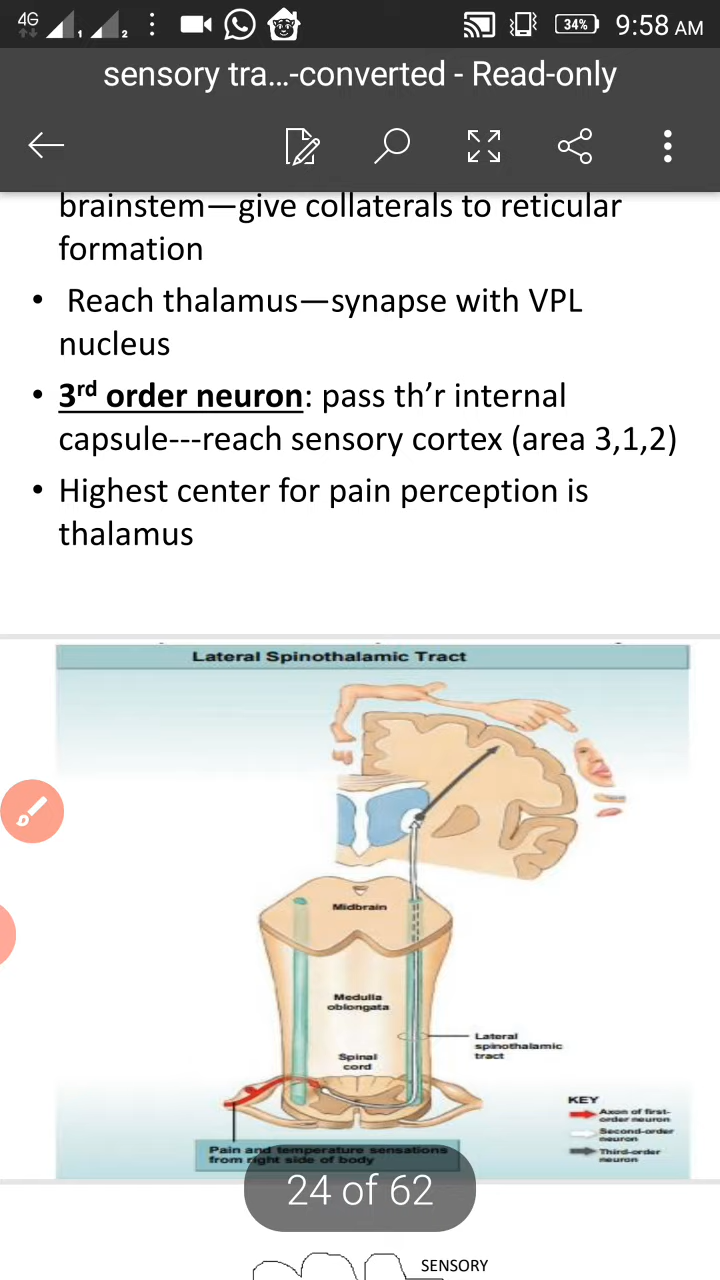 4G 1 2 34% 9:58 AM
sensory tra...-converted - Read-only
brainstem—give collaterals to reticular
formation
• Reach thalamus—synapse with VPL
nucleus
• 3rd order neuron: pass th’r internal
capsule---reach sensory cortex (area 3,1,2)
• Highest center for pain perception is
thalamus
Lateral Spinothalamic Tract
Midbrain
Medulla
oblongata
Lateral
spinothalamic
tract
Spinal
cord
KEY
Axon of first-
order neuron
Second-order
neuron
Third-order
neuron
Pain and temperature sensations
from right side of body
24 of 62
SENSORY